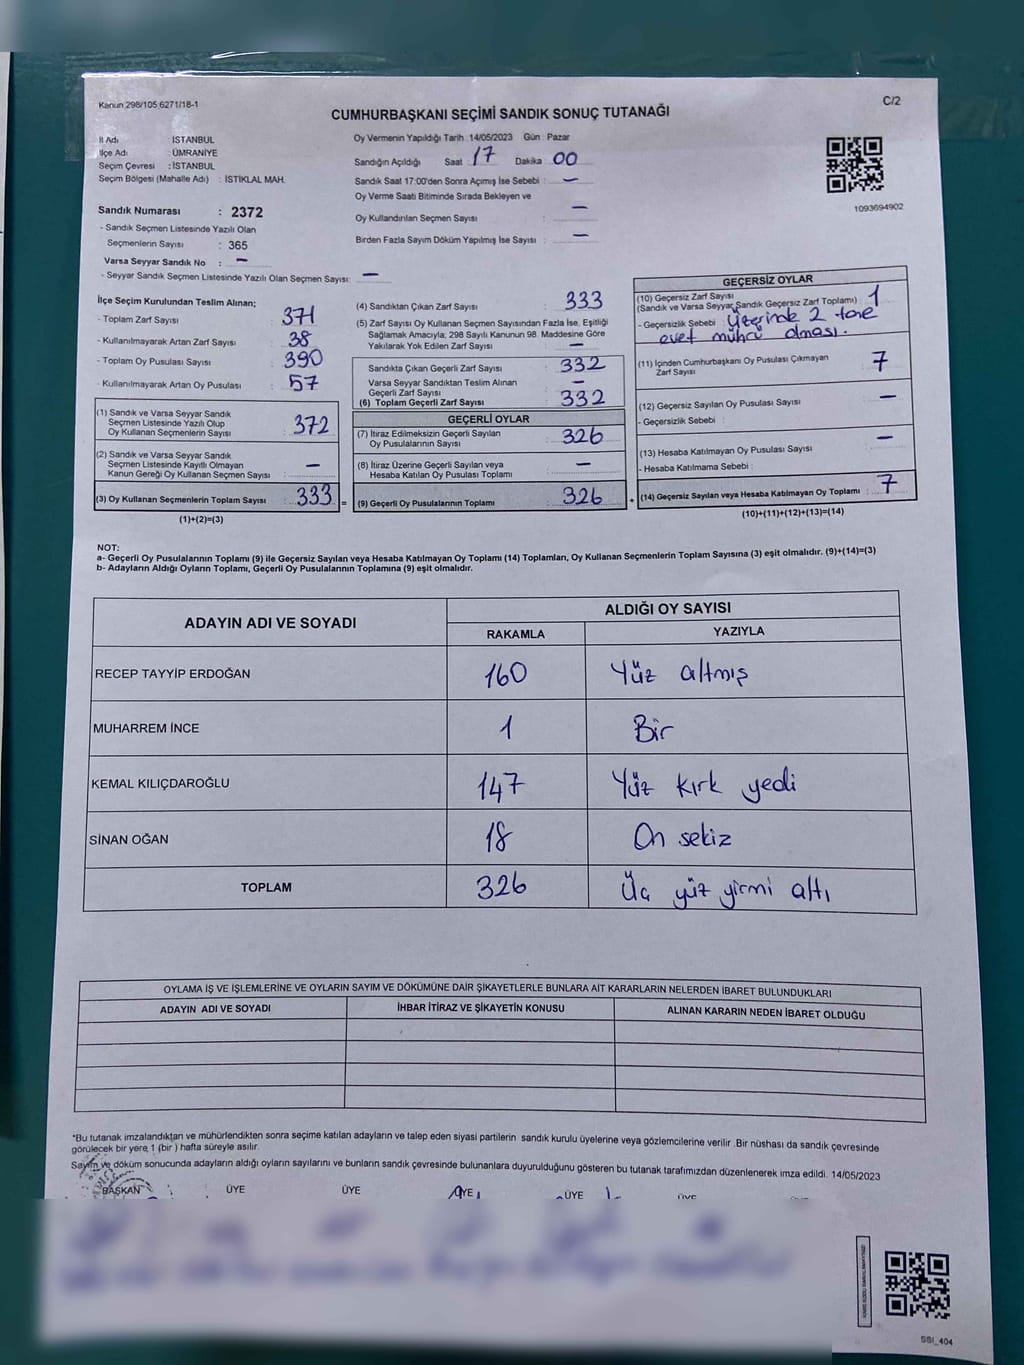 Kanun 298/105 6271/18-1
C/2
CUMHURBAŞKANI SEÇİMİ SANDIK SONUÇ TUTANAĞI
İl Adı : İSTANBUL
İlçe Adı : ÜMRANİYE
Seçim Çevresi : İSTANBUL
Seçim Bölgesi (Mahalle Adı) : İSTİKLAL MAH.
Oy Vermenin Yapıldığı Tarih 14/05/2023 Gün : Pazar
Sandığın Açıldığı Saat 17 Dakika 00
Sandık Saat 17:00'den Sonra Açımış İse Sebebi : –
Oy Verme Saati Bitiminde Sırada Bekleyen ve
Oy Kullandırılan Seçmen Sayısı : –
Birden Fazla Sayım Döküm Yapılmış İse Sayısı : –
1093694902
Sandık Numarası : 2372
- Sandık Seçmen Listesinde Yazılı Olan
Seçmenlerin Sayısı : 365
Varsa Seyyar Sandık No : –
- Seyyar Sandık Seçmen Listesinde Yazılı Olan Seçmen Sayısı: –
İlçe Seçim Kurulundan Teslim Alınan;
- Toplam Zarf Sayısı : 371
- Kullanılmayarak Artan Zarf Sayısı : 38
- Toplam Oy Pusulası Sayısı : 390
- Kullanılmayarak Artan Oy Pusulası : 57
(1) Sandık ve Varsa Seyyar Sandık
Seçmen Listesinde Yazılı Olup
Oy Kullanan Seçmenlerin Sayısı : 372
(2) Sandık ve Varsa Seyyar Sandık
Seçmen Listesinde Kayıtlı Olmayan
Kanun Gereği Oy Kullanan Seçmen Sayısı : –
(3) Oy Kullanan Seçmenlerin Toplam Sayısı : 333 =
(1)+(2)=(3)
(4) Sandıktan Çıkan Zarf Sayısı : 333
(5) Zarf Sayısı Oy Kullanan Seçmen Sayısından Fazla İse, Eşitliği
Sağlamak Amacıyla; 298 Sayılı Kanunun 98. Maddesine Göre
Yakılarak Yok Edilen Zarf Sayısı : –
Sandıkta Çıkan Geçerli Zarf Sayısı : 332
Varsa Seyyar Sandıktan Teslim Alınan
Geçerli Zarf Sayısı : –
(6) Toplam Geçerli Zarf Sayısı : 332
GEÇERLİ OYLAR
(7) İtiraz Edilmeksizin Geçerli Sayılan
Oy Pusulalarının Sayısı : 326
(8) İtiraz Üzerine Geçerli Sayılan veya
Hesaba Katılan Oy Pusulası Toplamı : –
(9) Geçerli Oy Pusulalarının Toplamı : 326 +
GEÇERSİZ OYLAR
(10) Geçersiz Zarf Sayısı
(Sandık ve Varsa Seyyar Sandık Geçersiz Zarf Toplamı) : 1
- Geçersizlik Sebebi : Üzerinde 2 tane
evet mührü olması.
(11) İçinden Cumhurbaşkanı Oy Pusulası Çıkmayan
Zarf Sayısı : 7
(12) Geçersiz Sayılan Oy Pusulası Sayısı : –
- Geçersizlik Sebebi :
(13) Hesaba Katılmayan Oy Pusulası Sayısı : –
- Hesaba Katılmama Sebebi :
(14) Geçersiz Sayılan veya Hesaba Katılmayan Oy Toplamı : 7
(10)+(11)+(12)+(13)=(14)
NOT:
a- Geçerli Oy Pusulalarının Toplamı (9) ile Geçersiz Sayılan veya Hesaba Katılmayan Oy Toplamı (14) Toplamları, Oy Kullanan Seçmenlerin Toplam Sayısına (3) eşit olmalıdır. (9)+(14)=(3)
b- Adayların Aldığı Oyların Toplamı, Geçerli Oy Pusulalarının Toplamına (9) eşit olmalıdır.
ADAYIN ADI VE SOYADI ALDIĞI OY SAYISI
RAKAMLA YAZIYLA
RECEP TAYYİP ERDOĞAN 160 Yüz altmış
MUHARREM İNCE 1 Bir
KEMAL KILIÇDAROĞLU 147 Yüz kırk yedi
SİNAN OĞAN 18 On sekiz
TOPLAM 326 Üç yüz yirmi altı
OYLAMA İŞ VE İŞLEMLERİNE VE OYLARIN SAYIM VE DÖKÜMÜNE DAİR ŞİKAYETLERLE BUNLARA AİT KARARLARIN NELERDEN İBARET BULUNDUKLARI
ADAYIN ADI VE SOYADI İHBAR İTİRAZ VE ŞİKAYETİN KONUSU ALINAN KARARIN NEDEN İBARET OLDUĞU
*Bu tutanak imzalandıktan ve mühürlendikten sonra seçime katılan adayların ve talep eden siyasi partilerin sandık kurulu üyelerine veya gözlemcilerine verilir .Bir nüshası da sandık çevresinde
görülecek bir yere 1 (bir ) hafta süreyle asılır.
Sayım ve döküm sonucunda adayların aldığı oyların sayılarını ve bunların sandık çevresinde bulunanlara duyurulduğunu gösteren bu tutanak tarafımızdan düzenlenerek imza edildi. 14/05/2023
BAŞKAN ÜYE ÜYE ÜYE ÜYE ÜYE
SSI_404